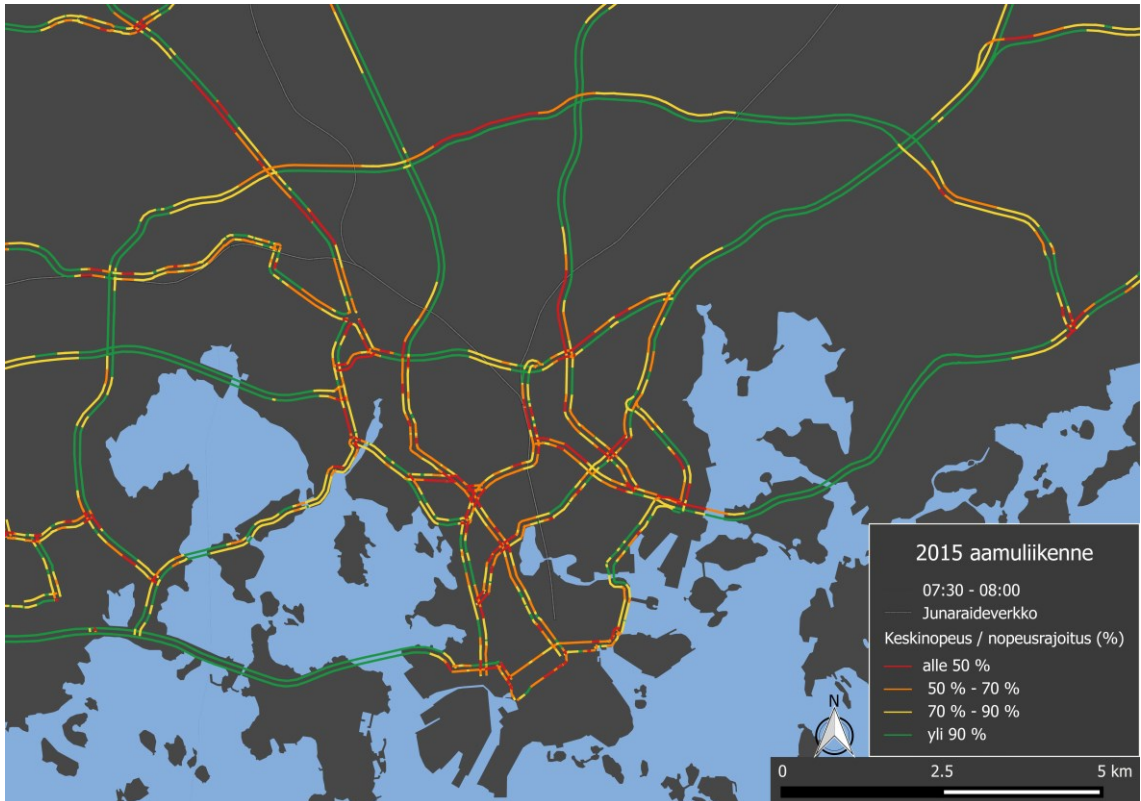 2015 aamuliikenne
07:30 - 08:00
Junaraideverkko
Keskinopeus / nopeusrajoitus (%)
alle 50 %
50 % - 70 %
70 % - 90 %
yli 90 %
N
0 2.5 5 km